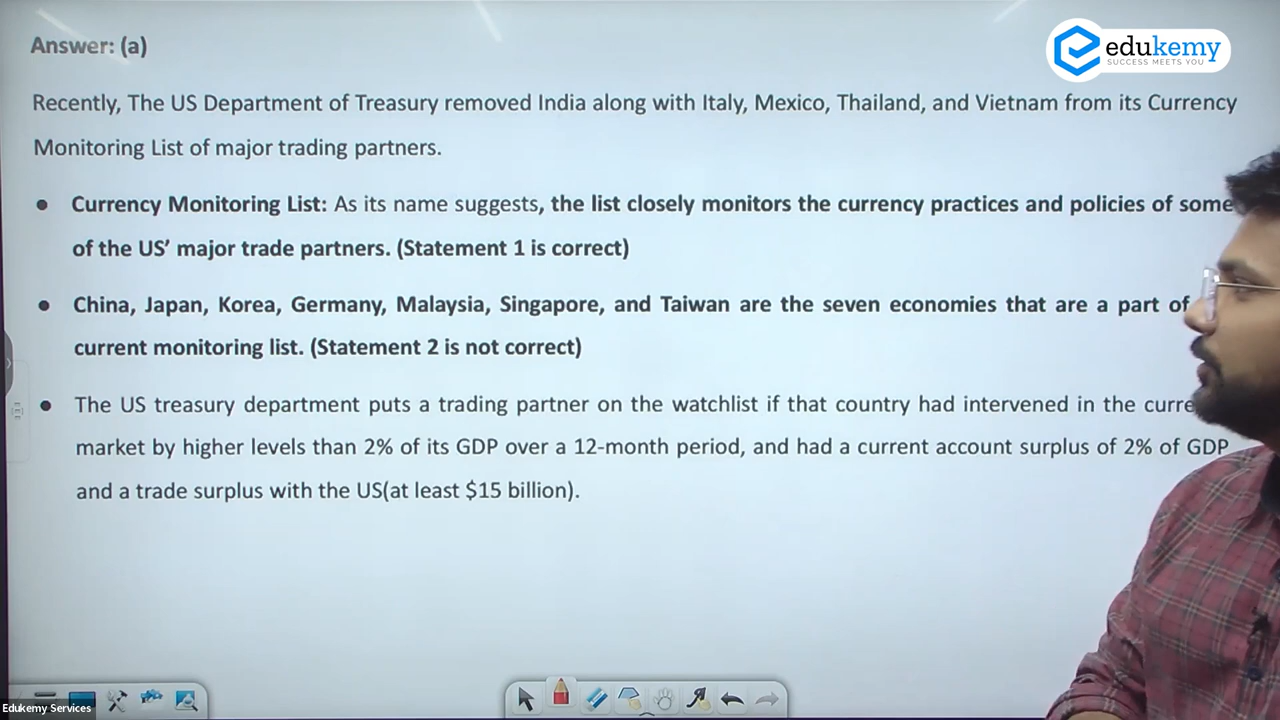 Answer: (a)
edukemy
SUCCESS MEETS YOU
Recently, The US Department of Treasury removed India along with Italy, Mexico, Thailand, and Vietnam from its Currency
Monitoring List of major trading partners.
● Currency Monitoring List: As its name suggests, the list closely monitors the currency practices and policies of some
of the US’ major trade partners. (Statement 1 is correct)
● China, Japan, Korea, Germany, Malaysia, Singapore, and Taiwan are the seven economies that are a part of
current monitoring list. (Statement 2 is not correct)
● The US treasury department puts a trading partner on the watchlist if that country had intervened in the curre
market by higher levels than 2% of its GDP over a 12-month period, and had a current account surplus of 2% of GDP
and a trade surplus with the US(at least $15 billion).
Edukemy Services